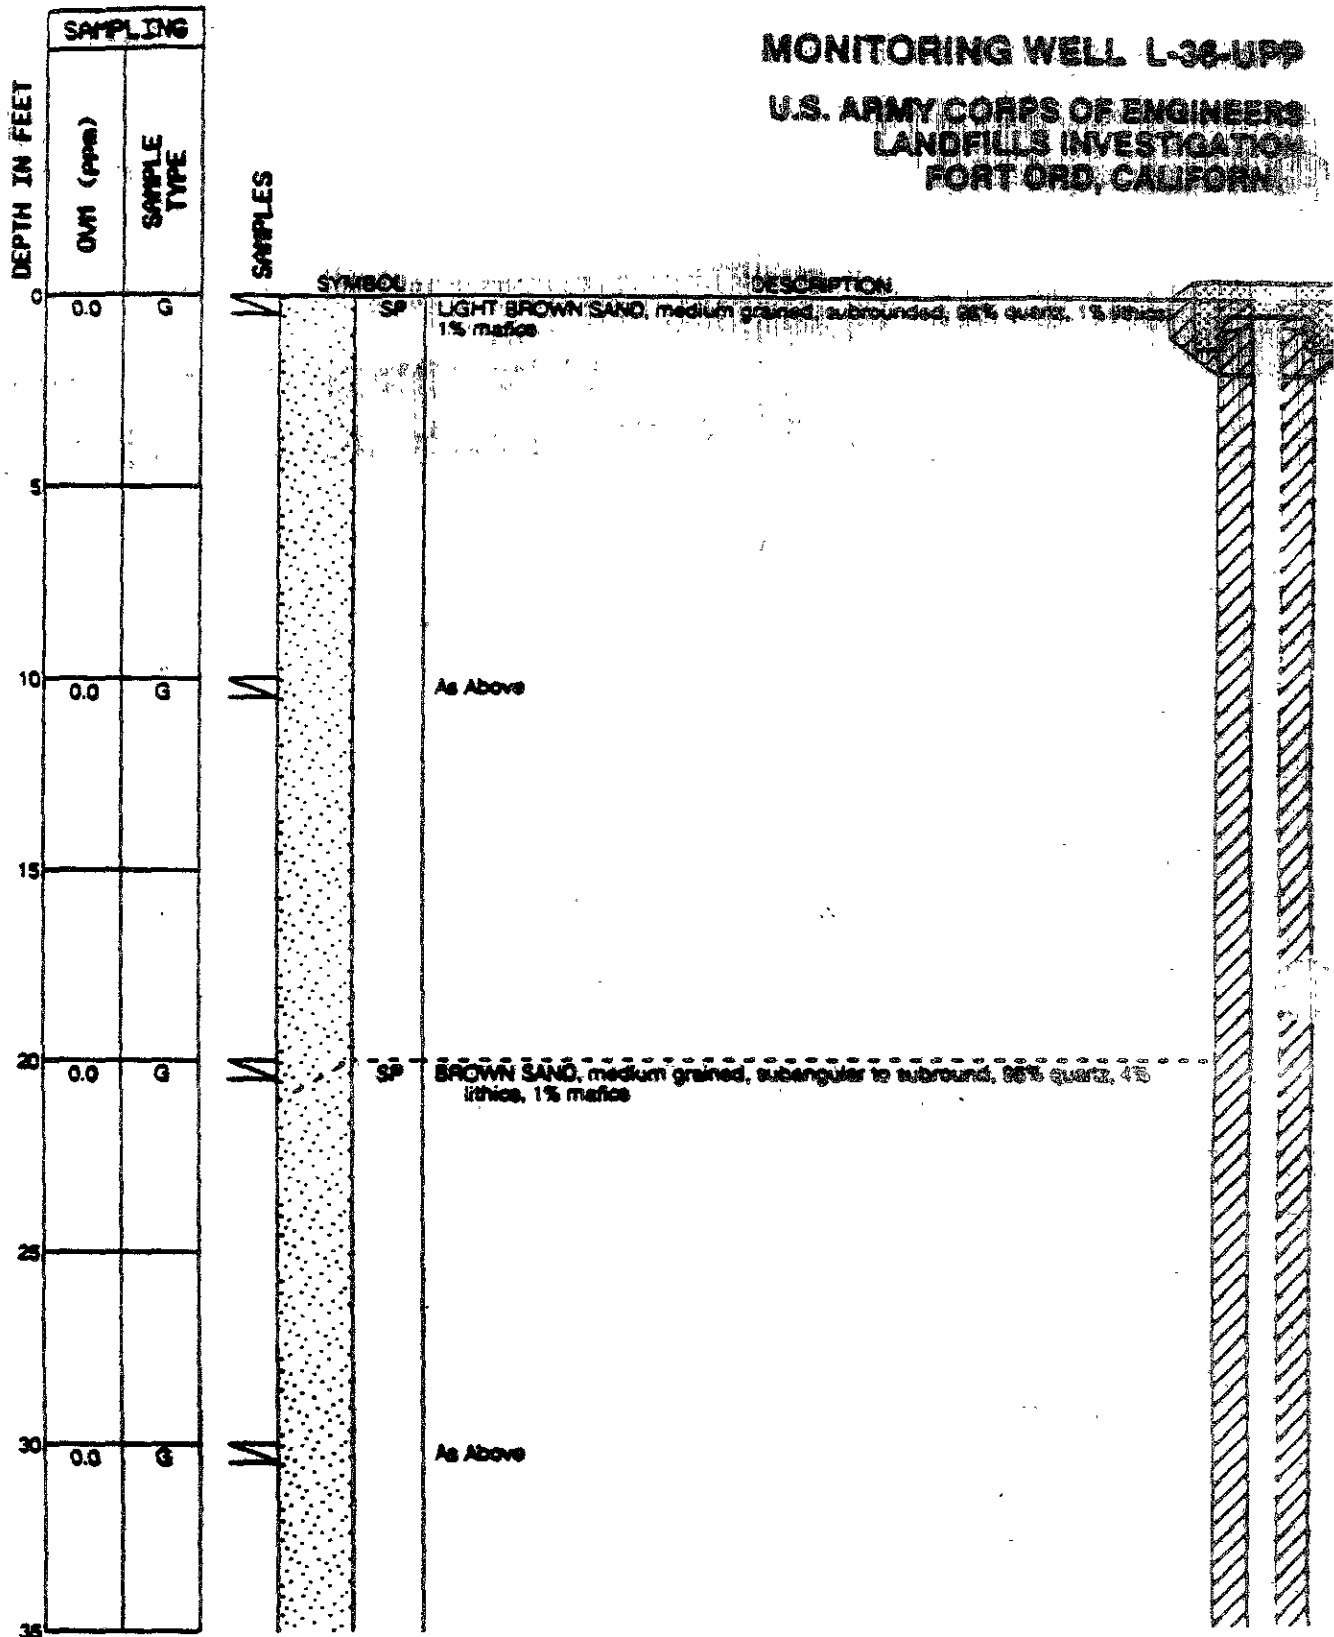 SAMPLING
MONITORING WELL L-36-UPP
U.S. ARMY CORPS OF ENGINEERS
LANDFILLS INVESTIGATION
FORT ORD, CALIFORN
DEPTH IN FEET
OVM (ppm)
SAMPLE
TYPE
SAMPLES
SYMBOL DESCRIPTION
0 0.0 G SP LIGHT BROWN SAND, medium grained, subrounded, quartz, 1% lithics
1% mafics
5
10 0.0 G As Above
15
20 0.0 G SP BROWN SAND, medium grained, subangular to subround, quartz, 4%
lithics, 1% mafics
25
30 0.0 G As Above
35